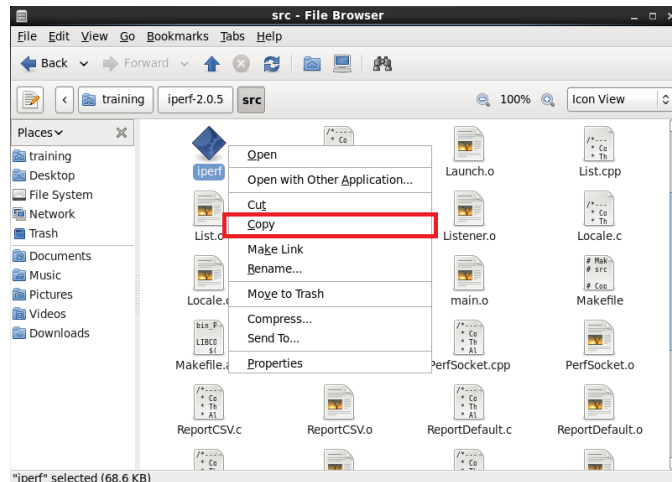 src - File Browser
File Edit View Go Bookmarks Tabs Help
Back Forward
training iperf-2.0.5 src 100% Icon View
Places
training
Desktop
File System
Network
Trash
Documents
Music
Pictures
Videos
Downloads
iperf
Launch.o
List.cpp
List.o
Listener.o
Locale.c
Locale.
main.o
Makefile
Makefile.a
PerfSocket.cpp
PerfSocket.o
ReportCSV.c
ReportCSV.o
ReportDefault.c
ReportDefault.o
Open
Open with Other Application...
Cut
Copy
Make Link
Rename...
Move to Trash
Compress...
Send To...
Properties
"iperf" selected (68.6 KB)